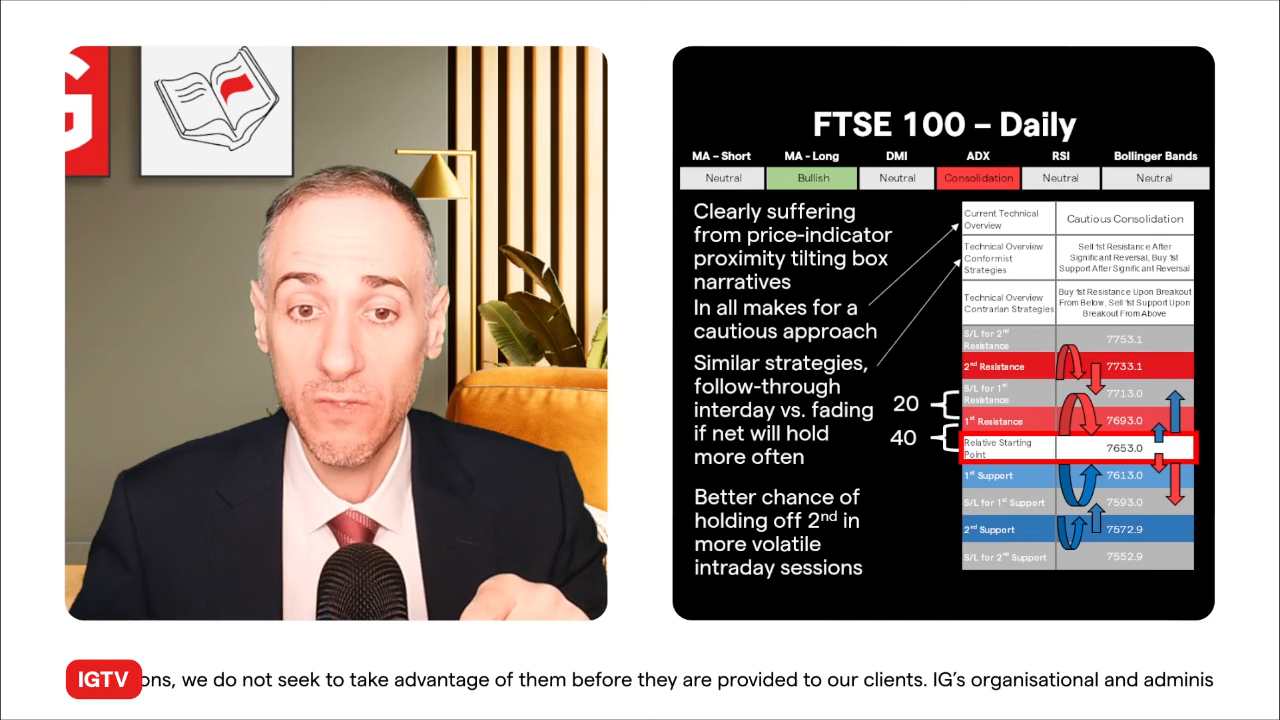 G
FTSE 100 – Daily
MA – Short MA - Long DMI ADX RSI Bollinger Bands
Neutral Bullish Neutral Consolidation Neutral Neutral
Clearly suffering
from price-indicator
proximity tilting box
narratives
In all makes for a
cautious approach
Similar strategies,
follow-through
interday vs. fading
if net will hold
more often
Better chance of
holding off 2nd in
more volatile
intraday sessions
20
40
Current Technical
Overview
Cautious Consolidation
Technical Overview
Conformist
Strategies
Sell 1st Resistance After
Significant Reversal, Buy 1st
Support After Significant Reversal
Technical Overview
Contrarian Strategies
Buy 1st Resistance Upon Breakout
From Below, Sell 1st Support Upon
Breakout From Above
S/L for 2nd
Resistance
7753.1
2nd Resistance 7733.1
S/L for 1st
Resistance
7713.0
1st Resistance 7693.0
Relative Starting
Point
7653.0
1st Support 7613.0
S/L for 1st Support 7593.0
2nd Support 7572.9
S/L for 2nd Support 7552.9
IGTV ons, we do not seek to take advantage of them before they are provided to our clients. IG's organisational and adminis